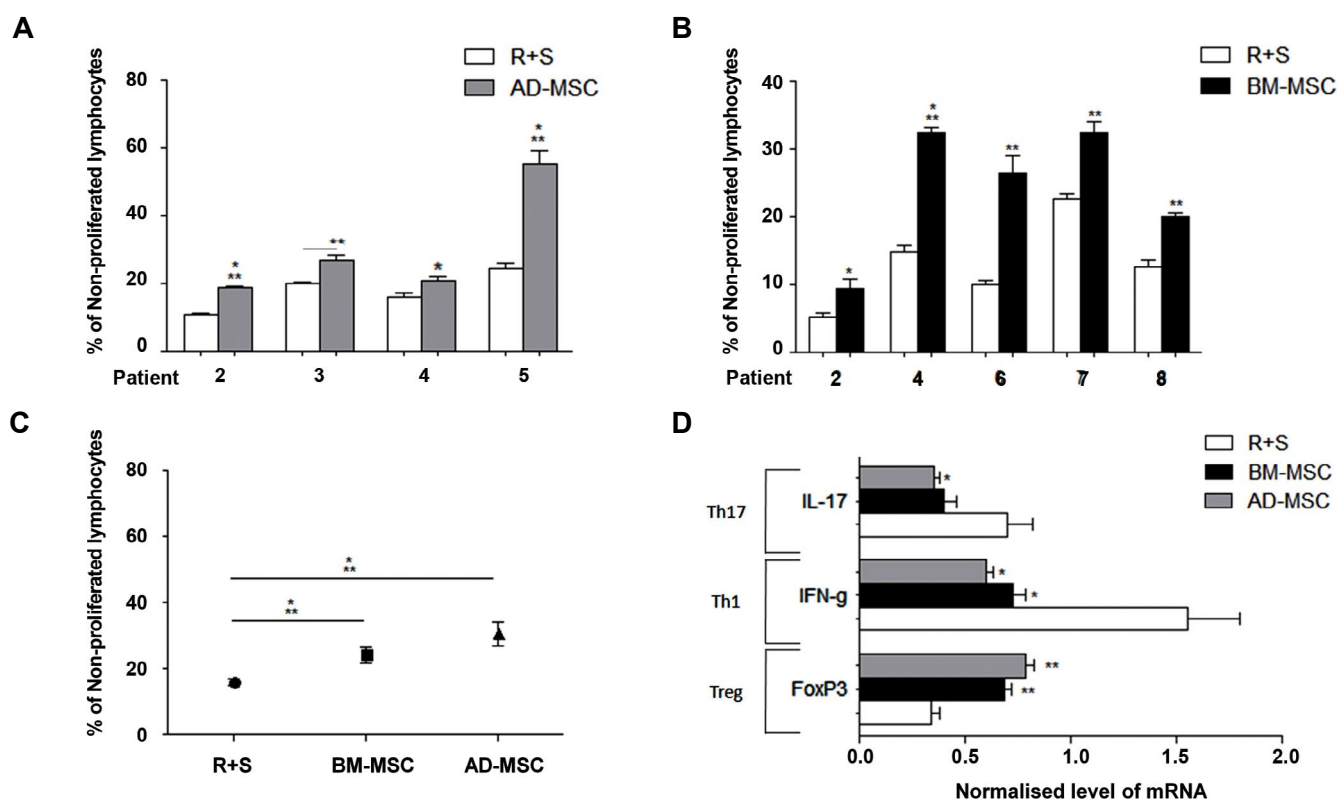 A
R+S
AD-MSC
% of Non-proliferated lymphocytes
80
60
40
20
0
*
**
**
*
*
**
Patient 2 3 4 5
B
R+S
BM-MSC
% of Non-proliferated lymphocytes
40
30
20
10
0
*
*
**
**
**
**
Patient 2 4 6 7 8
C
% of Non-proliferated lymphocytes
80
60
40
20
0
*
**
*
**
R+S BM-MSC AD-MSC
D
R+S
BM-MSC
AD-MSC
Th17 IL-17 *
Th1 IFN-g *
*
Treg FoxP3 **
**
0.0 0.5 1.0 1.5 2.0
Normalised level of mRNA